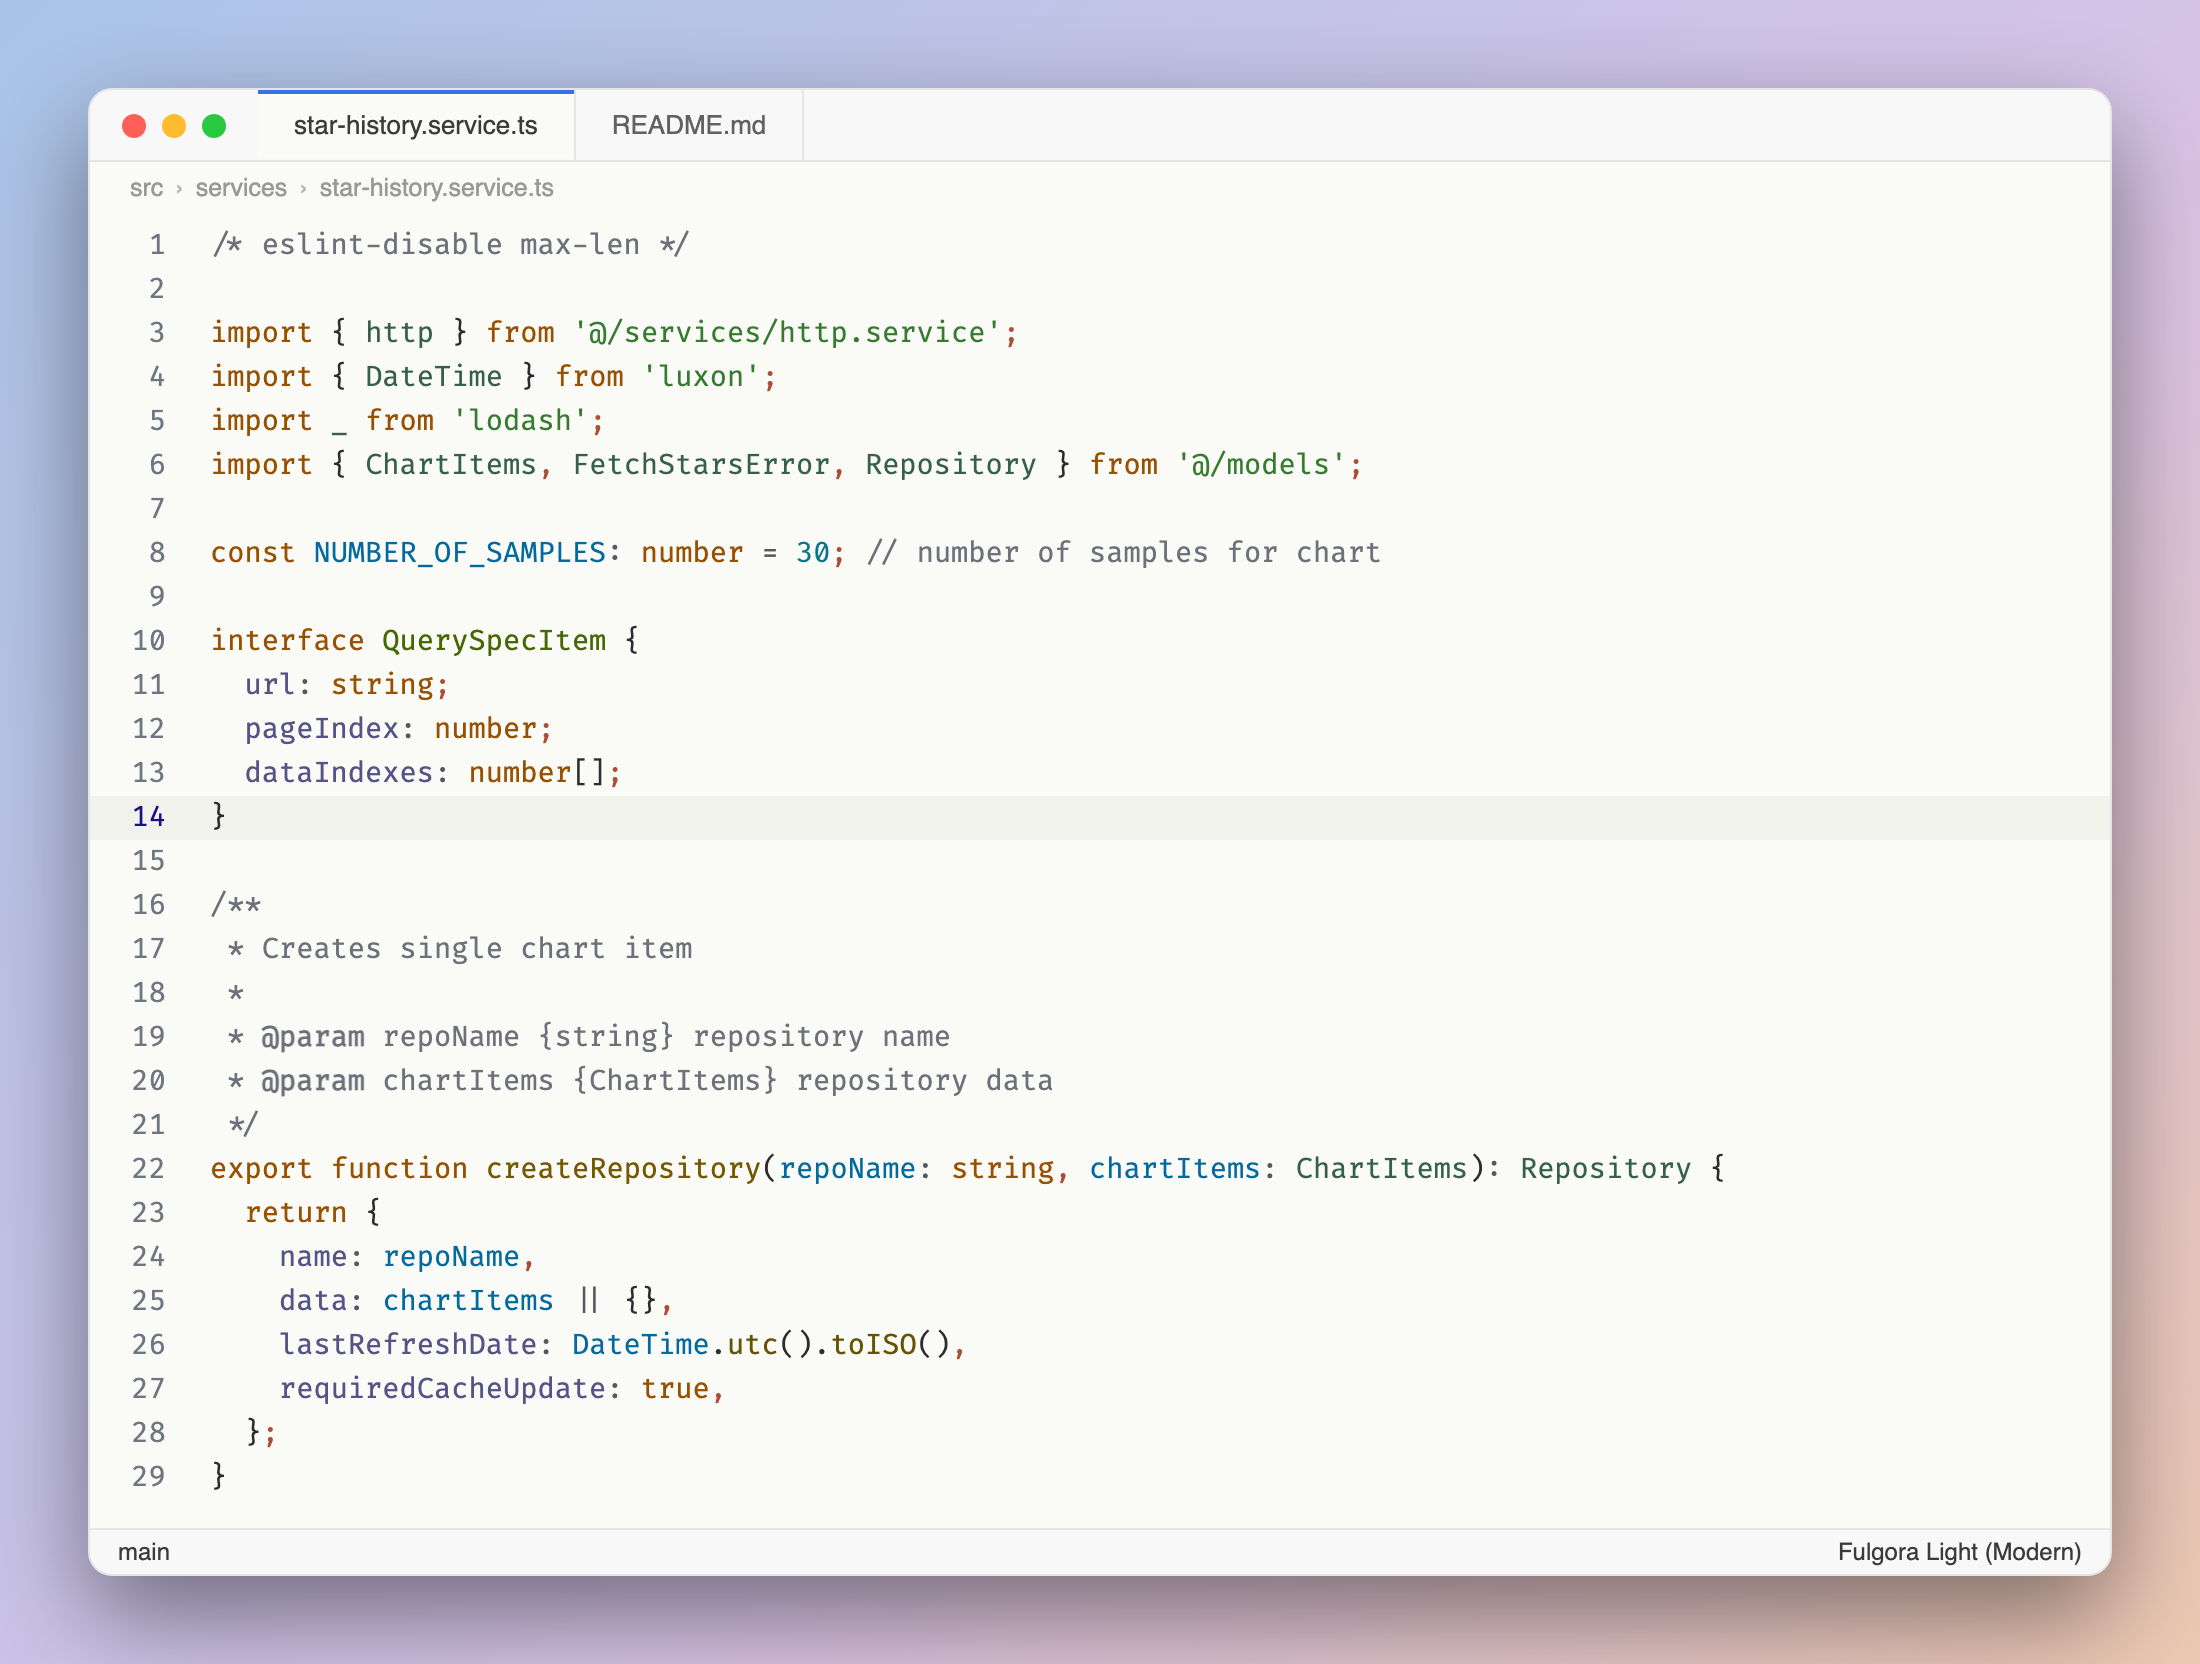 star-history.service.ts README.md
src › services › star-history.service.ts
1 /* eslint-disable max-len */
2
3 import { http } from '@/services/http.service';
4 import { DateTime } from 'luxon';
5 import _ from 'lodash';
6 import { ChartItems, FetchStarsError, Repository } from '@/models';
7
8 const NUMBER_OF_SAMPLES: number = 30; // number of samples for chart
9
10 interface QuerySpecItem {
11   url: string;
12   pageIndex: number;
13   dataIndexes: number[];
14 }
15
16 /**
17  * Creates single chart item
18  *
19  * @param repoName {string} repository name
20  * @param chartItems {ChartItems} repository data
21  */
22 export function createRepository(repoName: string, chartItems: ChartItems): Repository {
23   return {
24     name: repoName,
25     data: chartItems || {},
26     lastRefreshDate: DateTime.utc().toISO(),
27     requiredCacheUpdate: true,
28   };
29 }
main Fulgora Light (Modern)